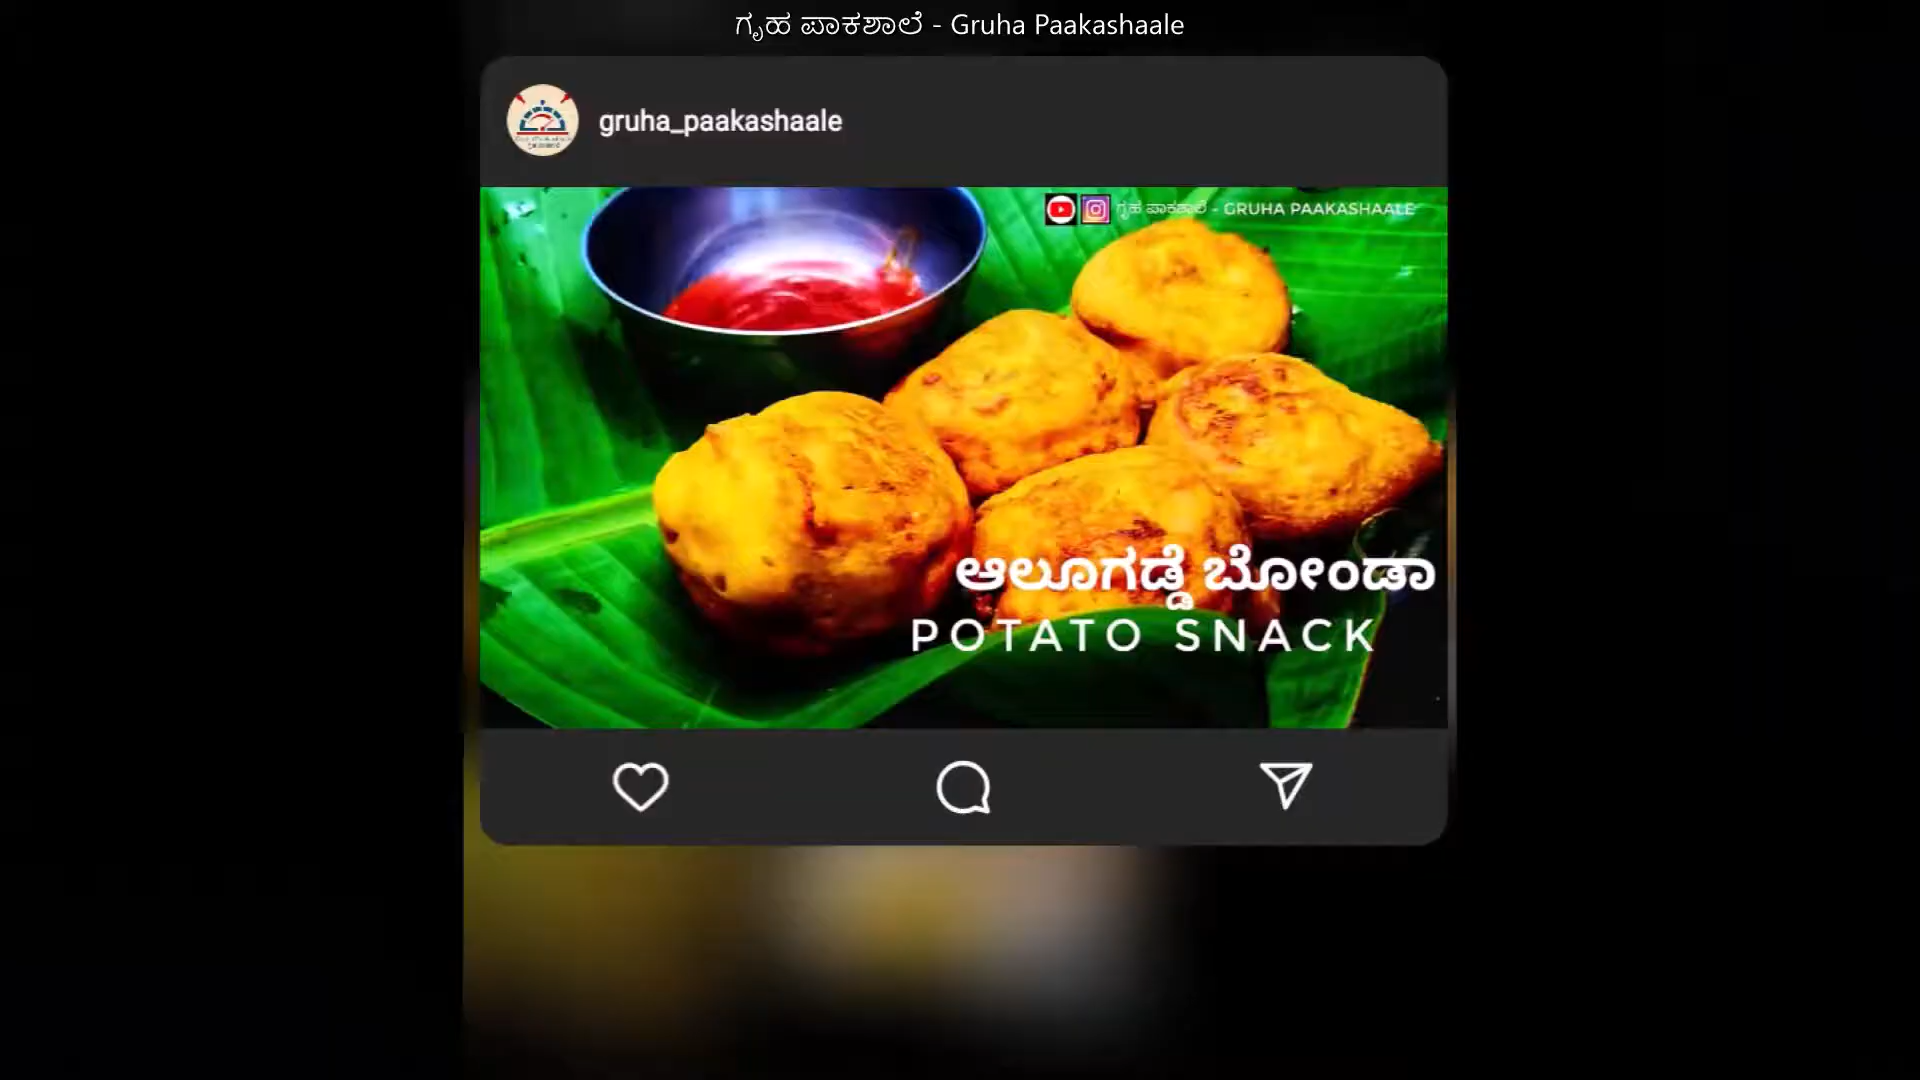 ಗೃಹ ಪಾಕಶಾಲೆ - Gruha Paakashaale
gruha_paakashaale
ಗೃಹ ಪಾಕಶಾಲೆ - GRUHA PAAKASHAALE
ಆಲೂಗಡ್ಡೆ ಬೋಂಡಾ
POTATO SNACK